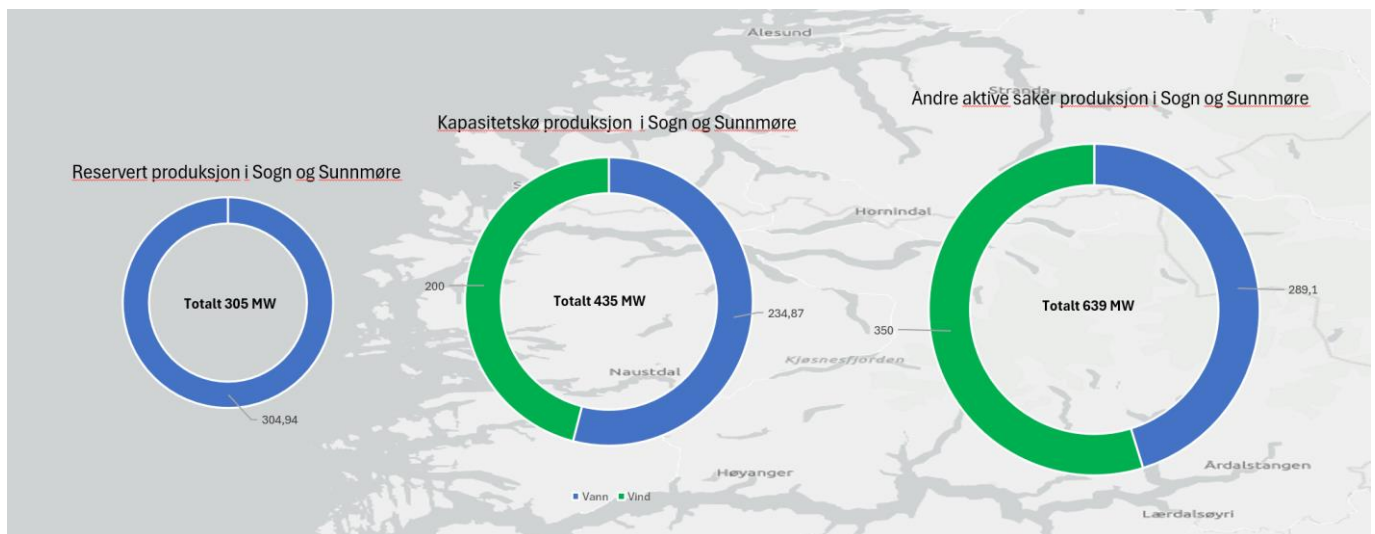 Ålesund
Stranda
Andre aktive saker produksjon i Sogn og Sunnmøre
Kapasitetskø produksjon i Sogn og Sunnmøre
Reservert produksjon i Sogn og Sunnmøre
Hornindal
200
289,1
Totalt 305 MW
Totalt 435 MW
Totalt 639 MW
234,87
350
Kjøsnesfjorden
Naustdal
304,94
Høyanger
Årdalstangen
Vann
Vind
Lærdalsøyri